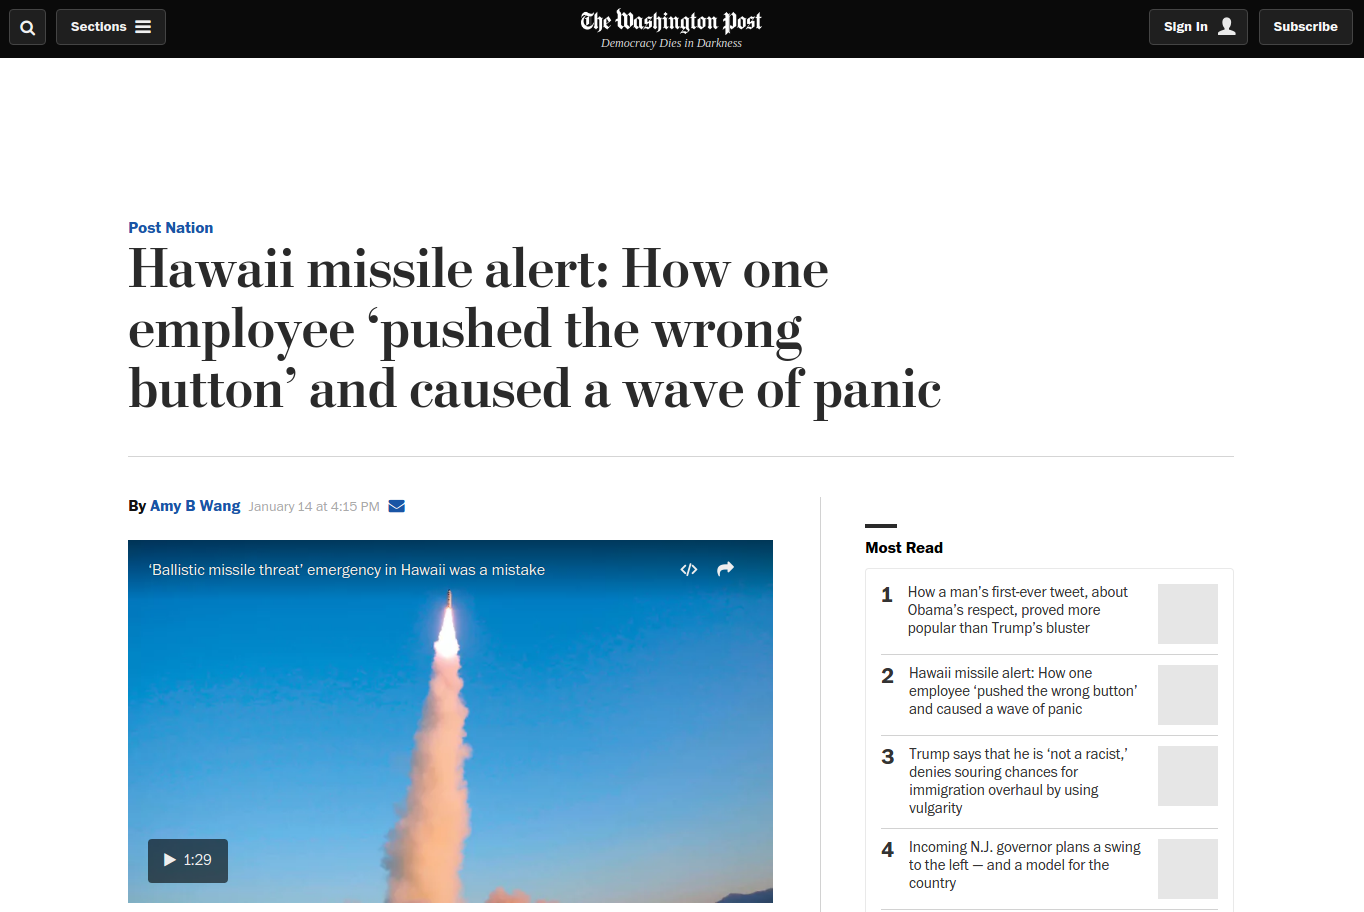 Sections
The Washington Post
Democracy Dies in Darkness
Sign In
Subscribe
Post Nation
Hawaii missile alert: How one
employee ‘pushed the wrong
button’ and caused a wave of panic
By Amy B Wang January 14 at 4:15 PM
‘Ballistic missile threat’ emergency in Hawaii was a mistake
1:29
Most Read
1 How a man’s first-ever tweet, about
Obama’s respect, proved more
popular than Trump’s bluster
2 Hawaii missile alert: How one
employee ‘pushed the wrong button’
and caused a wave of panic
3 Trump says that he is ‘not a racist,’
denies souring chances for
immigration overhaul by using
vulgarity
4 Incoming N.J. governor plans a swing
to the left — and a model for the
country